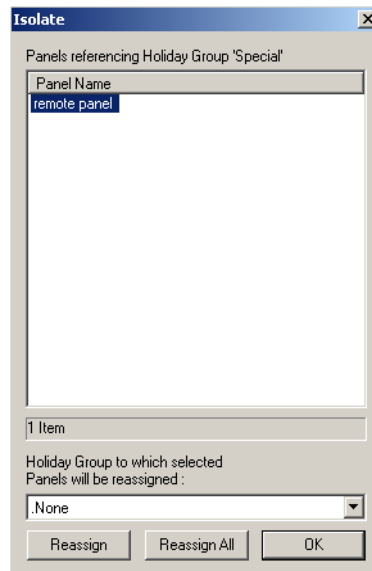 Isolate
Panels referencing Holiday Group 'Special'
Panel Name
remote panel
1 Item
Holiday Group to which selected
Panels will be reassigned :
.None
Reassign Reassign All OK